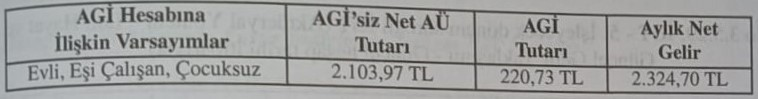 AGİ Hesabına İlişkin Varsayımlar
AGİ'siz Net AÜ Tutarı
AGİ Tutarı
Aylık Net Gelir
Evli, Eşi Çalışan, Çocuksuz
2.103,97 TL
220,73 TL
2.324,70 TL